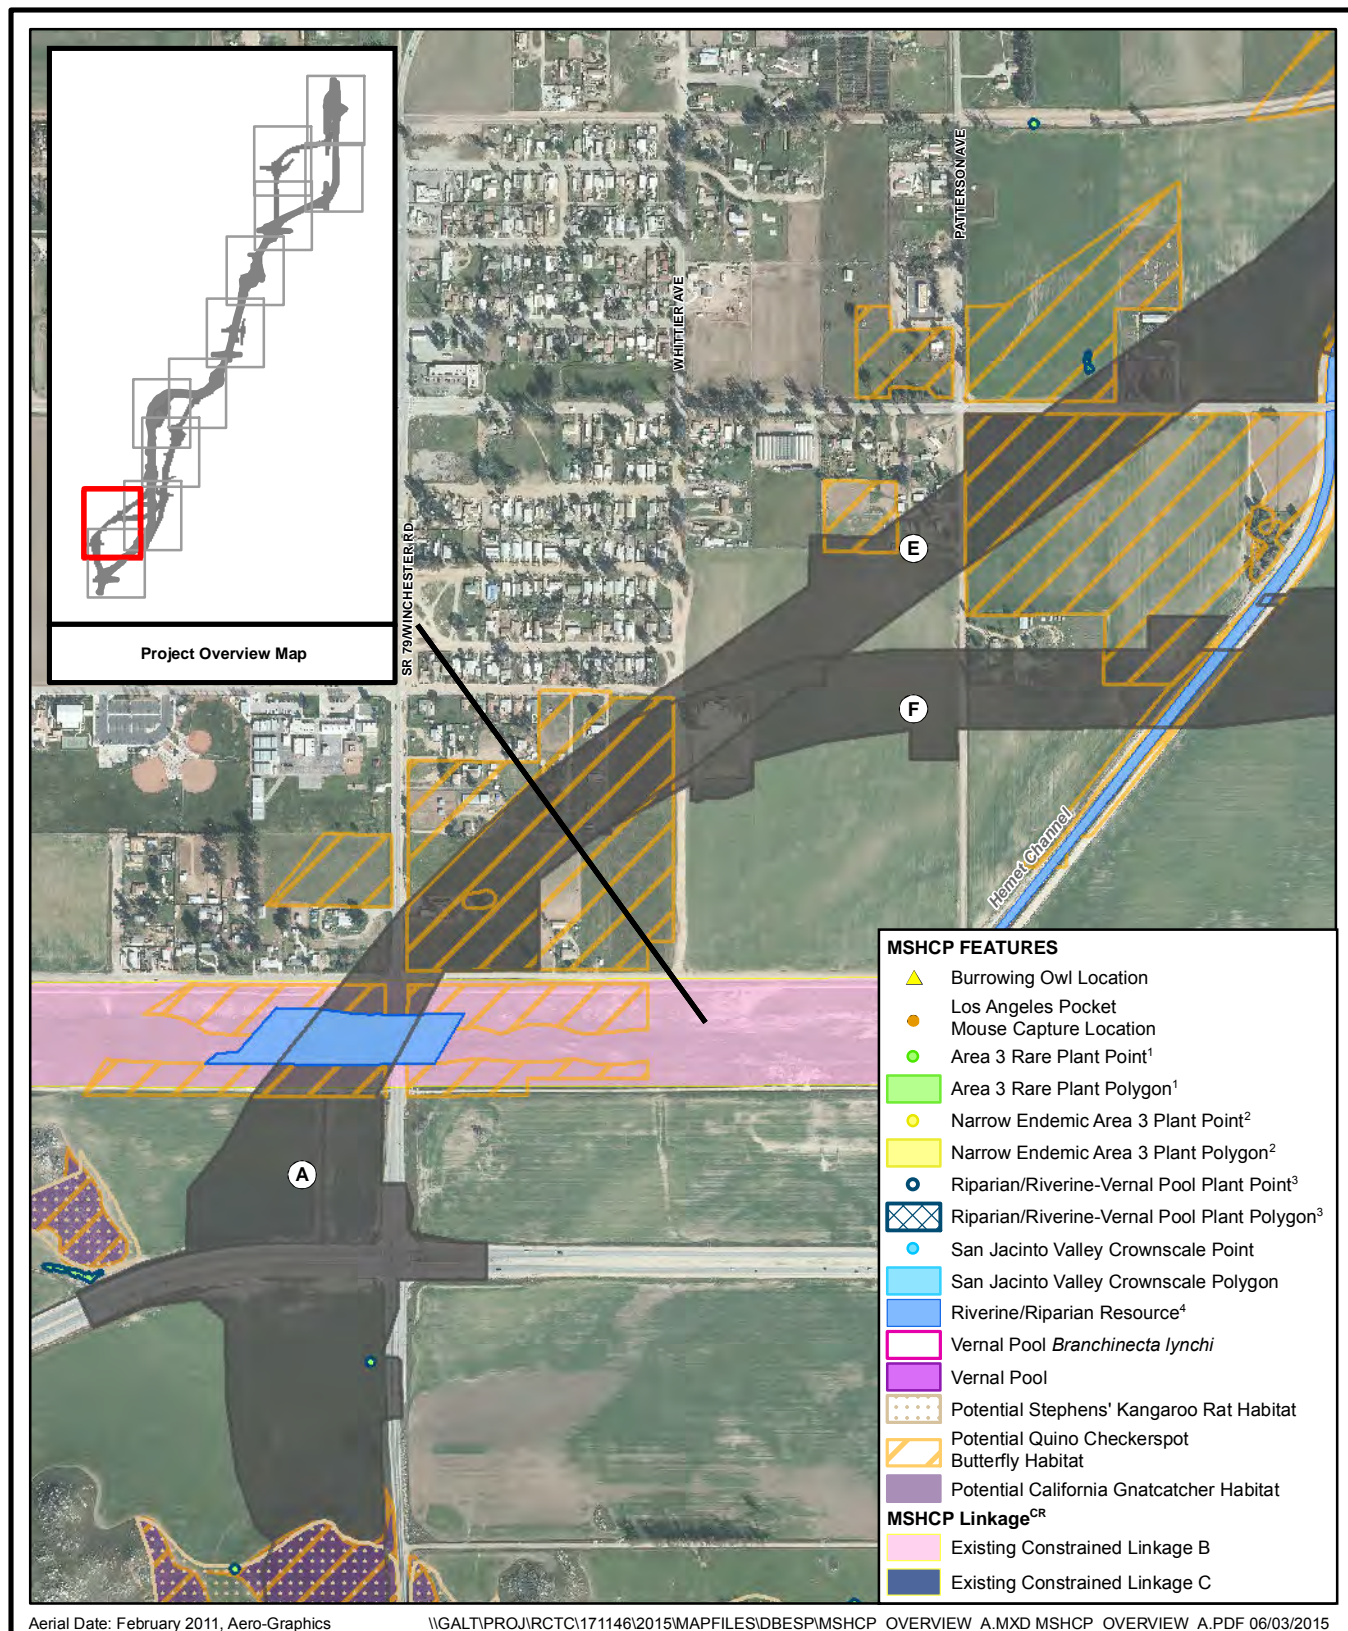 Project Overview Map
SR 79/WINCHESTER RD
WHITTIER AVE
PATTERSON AVE
E
F
Hemet Channel
A
MSHCP FEATURES
Burrowing Owl Location
Los Angeles Pocket
Mouse Capture Location
Area 3 Rare Plant Point1
Area 3 Rare Plant Polygon1
Narrow Endemic Area 3 Plant Point2
Narrow Endemic Area 3 Plant Polygon2
Riparian/Riverine-Vernal Pool Plant Point3
Riparian/Riverine-Vernal Pool Plant Polygon3
San Jacinto Valley Crownscale Point
San Jacinto Valley Crownscale Polygon
Riverine/Riparian Resource4
Vernal Pool Branchinecta lynchi
Vernal Pool
Potential Stephens' Kangaroo Rat Habitat
Potential Quino Checkerspot
Butterfly Habitat
Potential California Gnatcatcher Habitat
MSHCP LinkageCR
Existing Constrained Linkage B
Existing Constrained Linkage C
Aerial Date: February 2011, Aero-Graphics
\\GALT\PROJ\RCTC\171146\2015\MAPFILES\DBESP\MSHCP_OVERVIEW_A.MXD MSHCP_OVERVIEW_A.PDF 06/03/2015